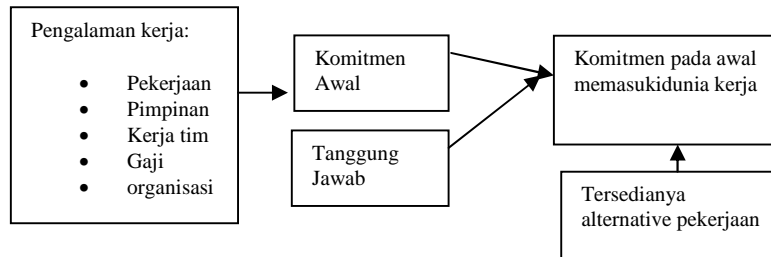 Pengalaman kerja:
• Pekerjaan
• Pimpinan
• Kerja tim
• Gaji
• organisasi
Komitmen
Awal
Tanggung
Jawab
Komitmen pada awal
memasukidunia kerja
Tersedianya
alternative pekerjaan